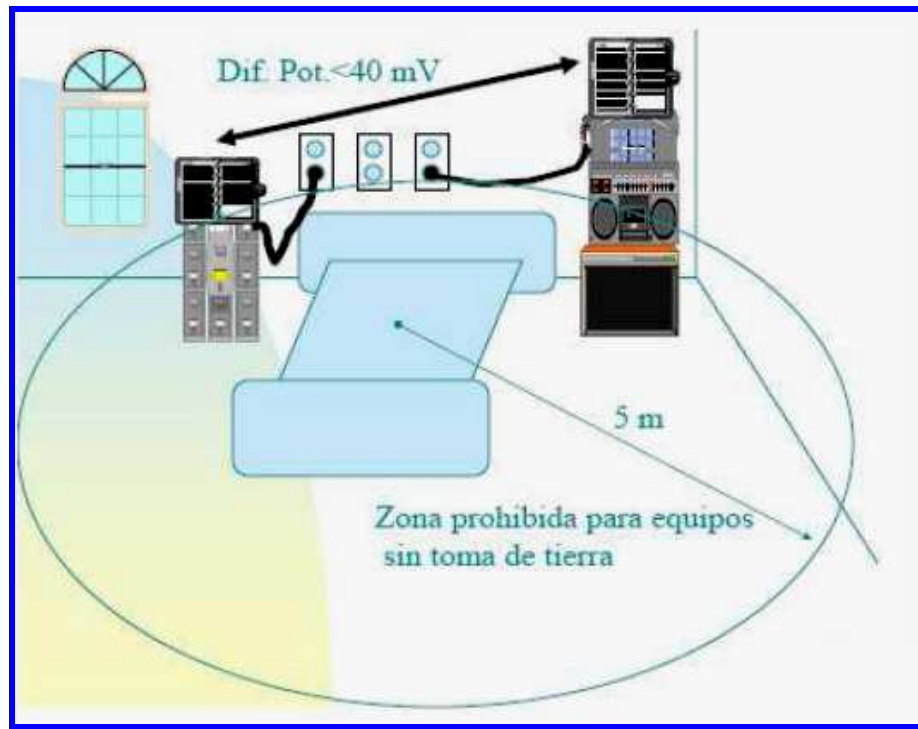 Dif. Pot.<40 mV
5 m
Zona prohibida para equipos
sin toma de tierra